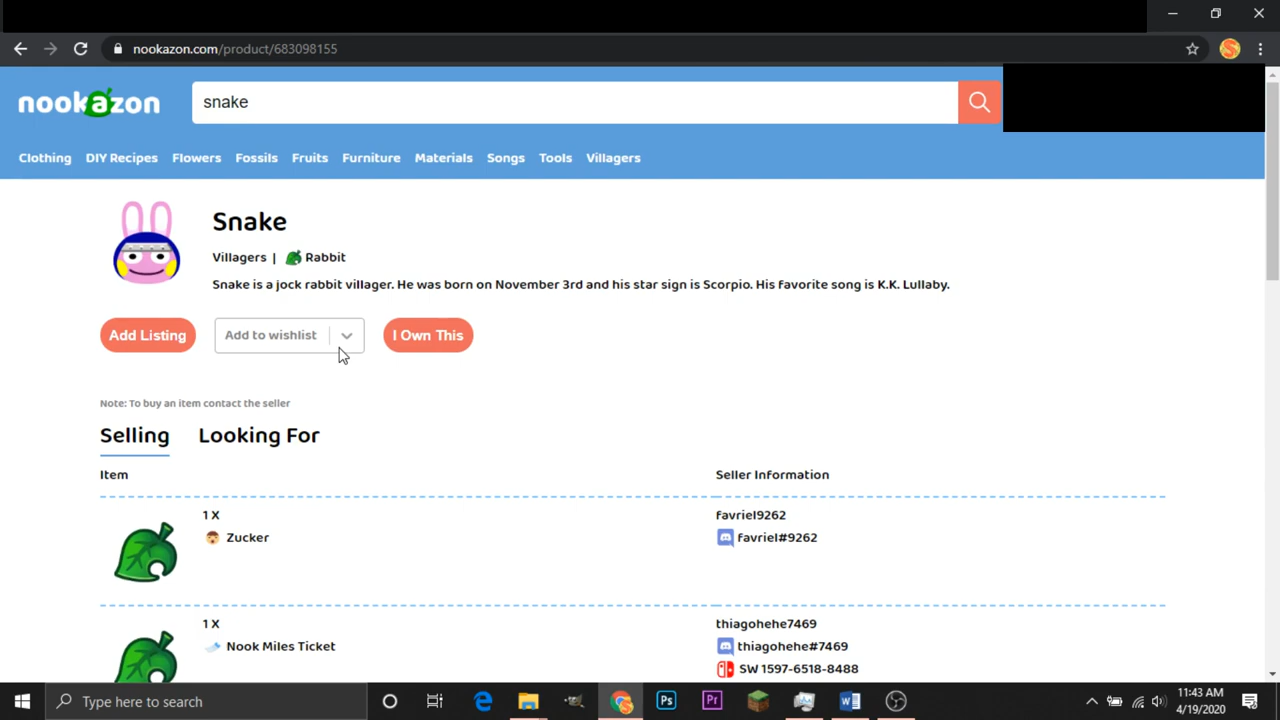 nookazon.com/product/683098155
nookazon
snake
Clothing DIY Recipes Flowers Fossils Fruits Furniture Materials Songs Tools Villagers
Snake
Villagers | Rabbit
Snake is a jock rabbit villager. He was born on November 3rd and his star sign is Scorpio. His favorite song is K.K. Lullaby.
Add Listing Add to wishlist I Own This
Note: To buy an item contact the seller
Selling Looking For
Item Seller Information
1 X favriel9262
Zucker favriel#9262
1 X thiagohehe7469
Nook Miles Ticket thiagohehe#7469
SW 1597-6518-8488
Type here to search Ps Pr 11:43 AM
4/19/2020